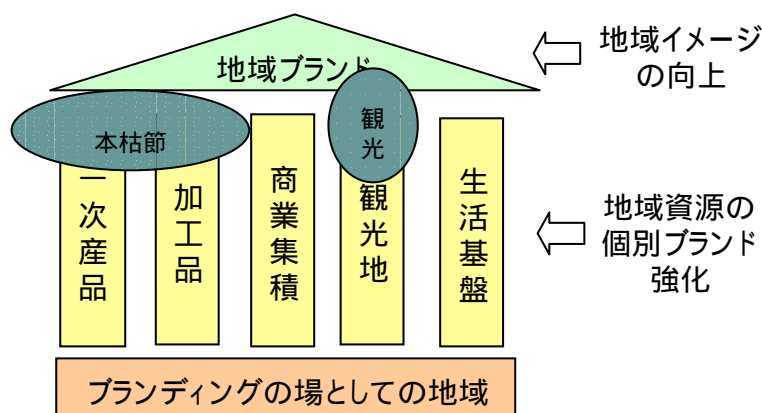 地域ブランド
地域イメージ
の向上
本枯節
観光
一次産品
加工品
商業集積
観光地
生活基盤
地域資源の
個別ブランド
強化
ブランディングの場としての地域